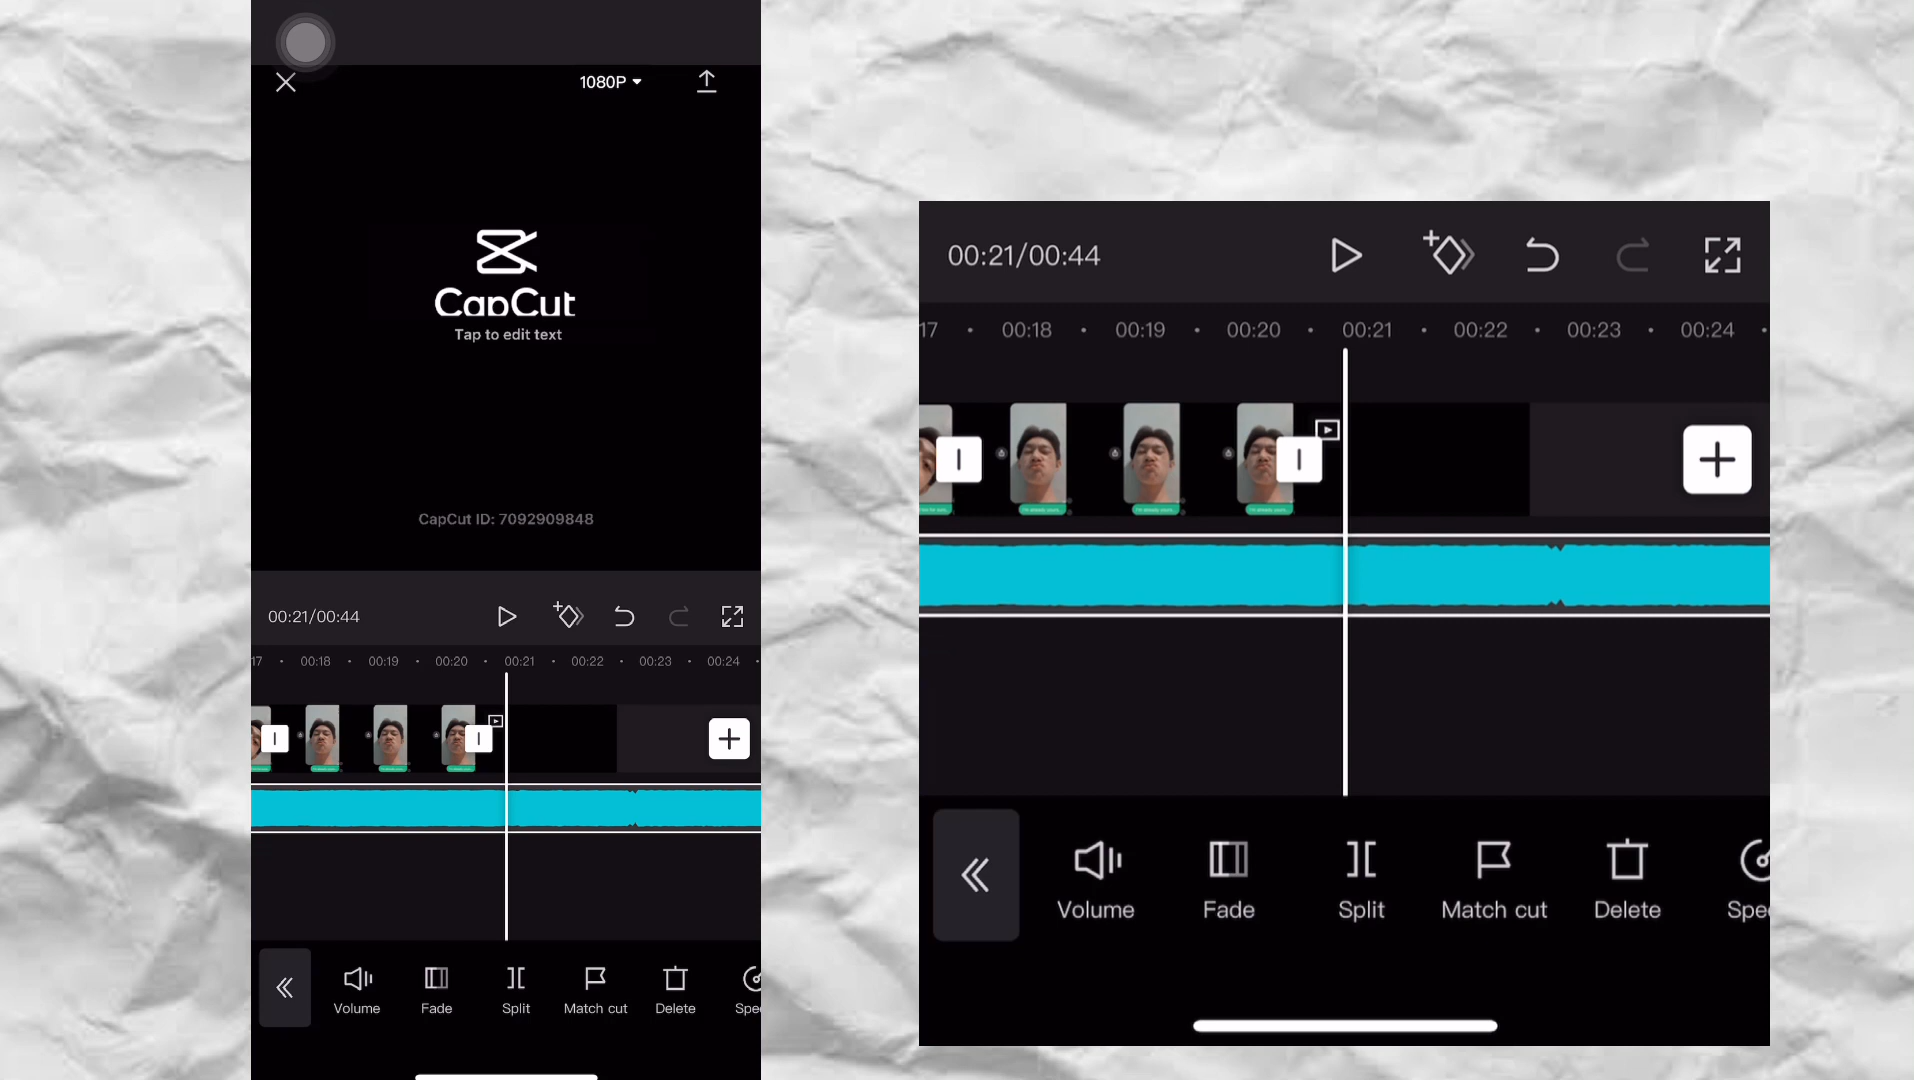 1080P
CapCut
Tap to edit text
CapCut ID: 7092909848
00:21/00:44
17 00:18 00:19 00:20 00:21 00:22 00:23 00:24
Volume Fade Split Match cut Delete Spee
00:21/00:44
17 00:18 00:19 00:20 00:21 00:22 00:23 00:24
Volume Fade Split Match cut Delete Spee